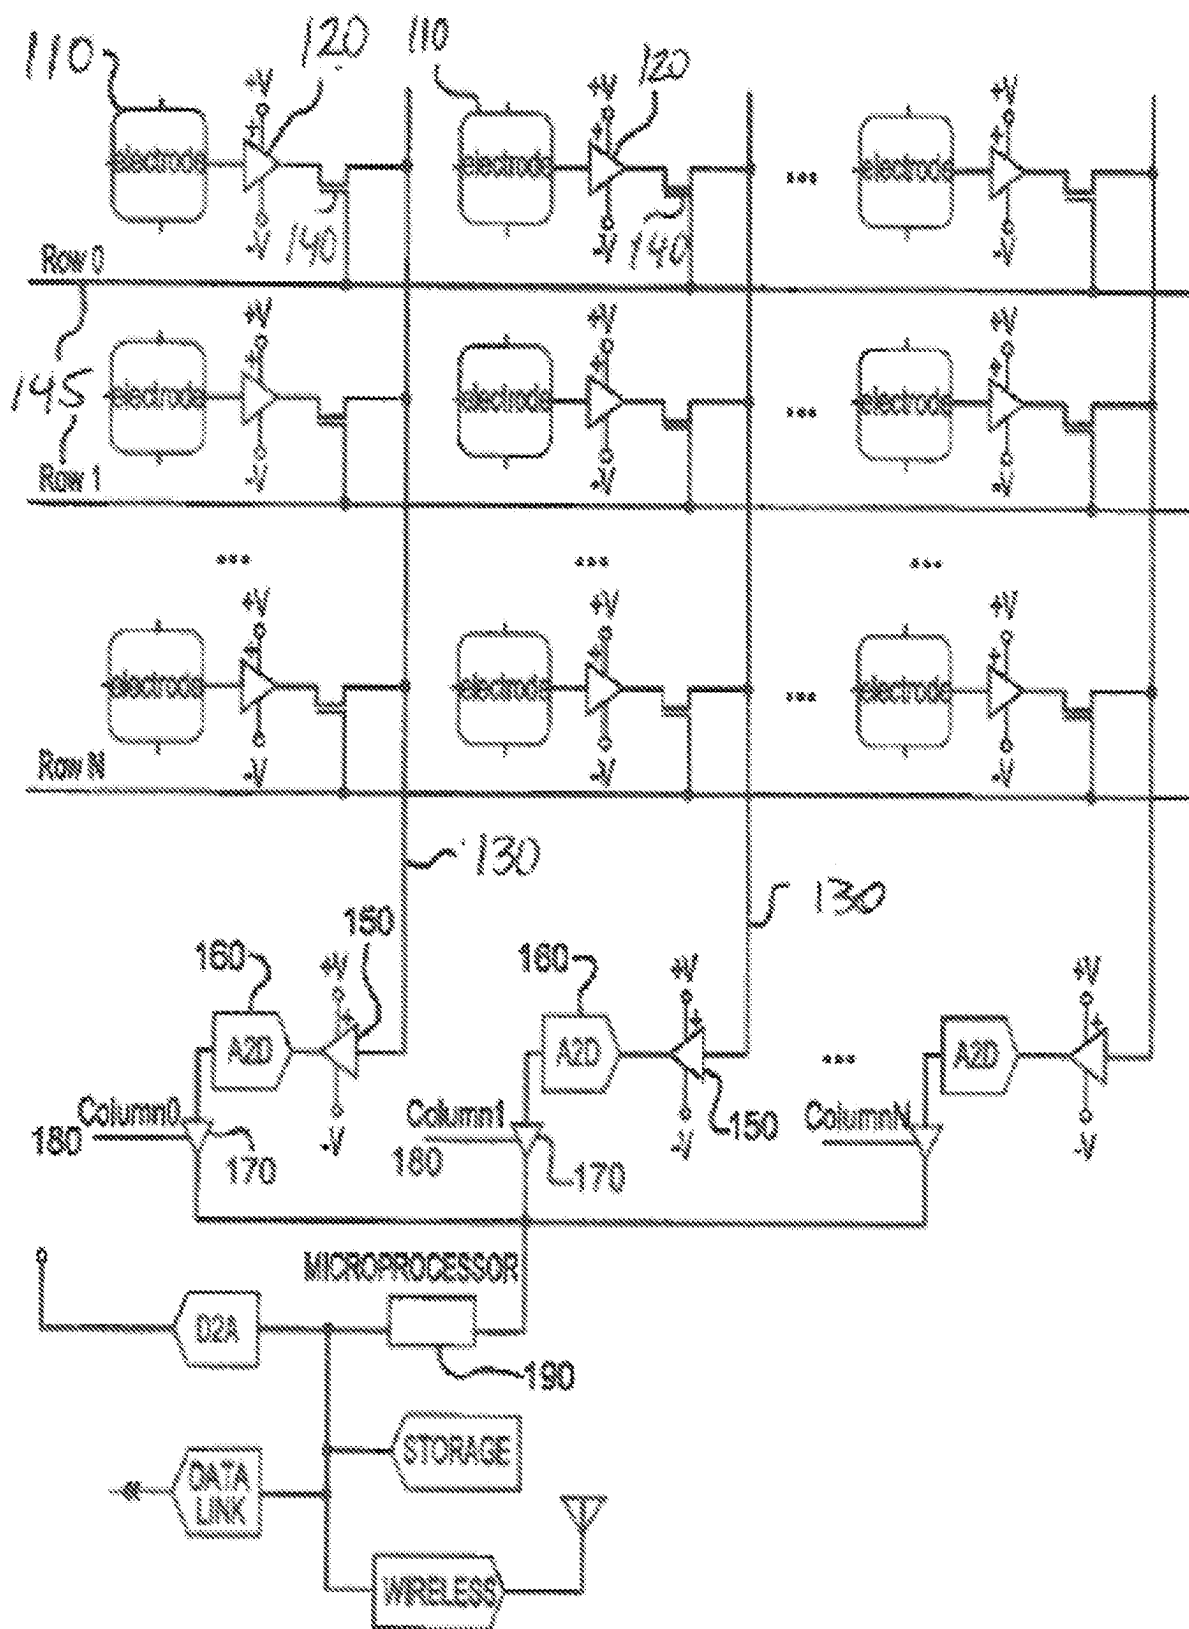 110 120 110 120
+V +V +V
+ + +
electrode electrode ... electrode
-V 140 -V 140 -V
Row 0
+V +V +V
+ + +
145 electrode electrode ... electrode
-V -V -V
Row 1
... ... ...
+V +V +V
+ + +
electrode electrode ... electrode
-V -V -V
Row N
130
130
160 150 160
+V +V +V
+ + +
A2D A2D ... A2D
Column0 Column1 150 ColumnN
180 -V 180 -V -V
170 170
MICROPROCESSOR
D2A
190
STORAGE
DATA
LINK
WIRELESS